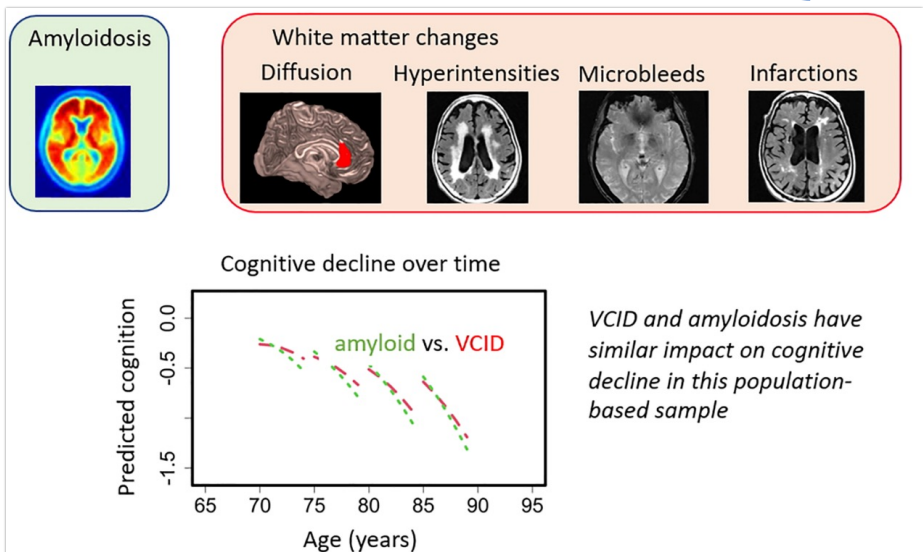 Amyloidosis
White matter changes
Diffusion
Hyperintensities
Microbleeds
Infarctions
Cognitive decline over time
Predicted cognition
0.0
-0.5
-1.5
amyloid vs. VCID
65
70
75
80
85
90
95
Age (years)
VCID and amyloidosis have
similar impact on cognitive
decline in this population-
based sample